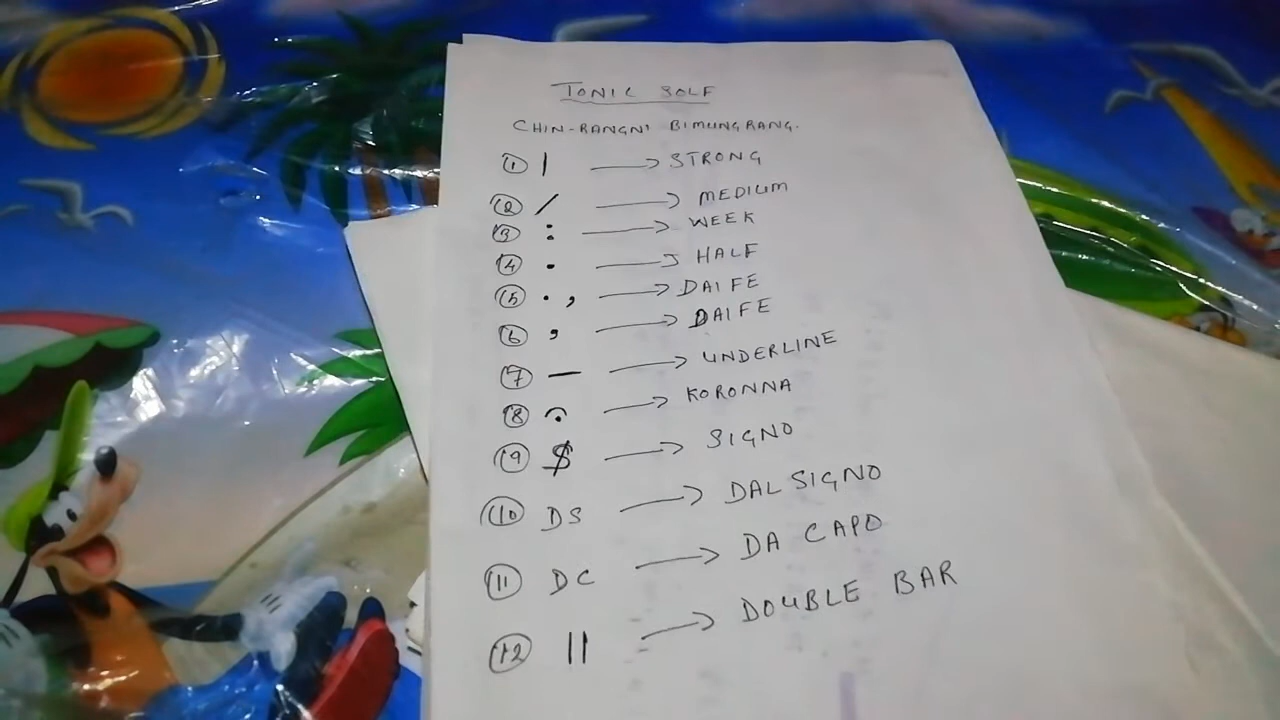 TONIC SOLF
CHIN-RANGNI BIMUNGRANG.
1 | → STRONG
2 / → MEDIUM
3 : → WEEK
4 . → HALF
5 . , → DAIFE
6 , → DAIFE
7 — → UNDERLINE
8 𝄐 → KORONNA
9 $ → SIGNO
10 DS → DAL SIGNO
11 DC → DA CAPO
12 || → DOUBLE BAR